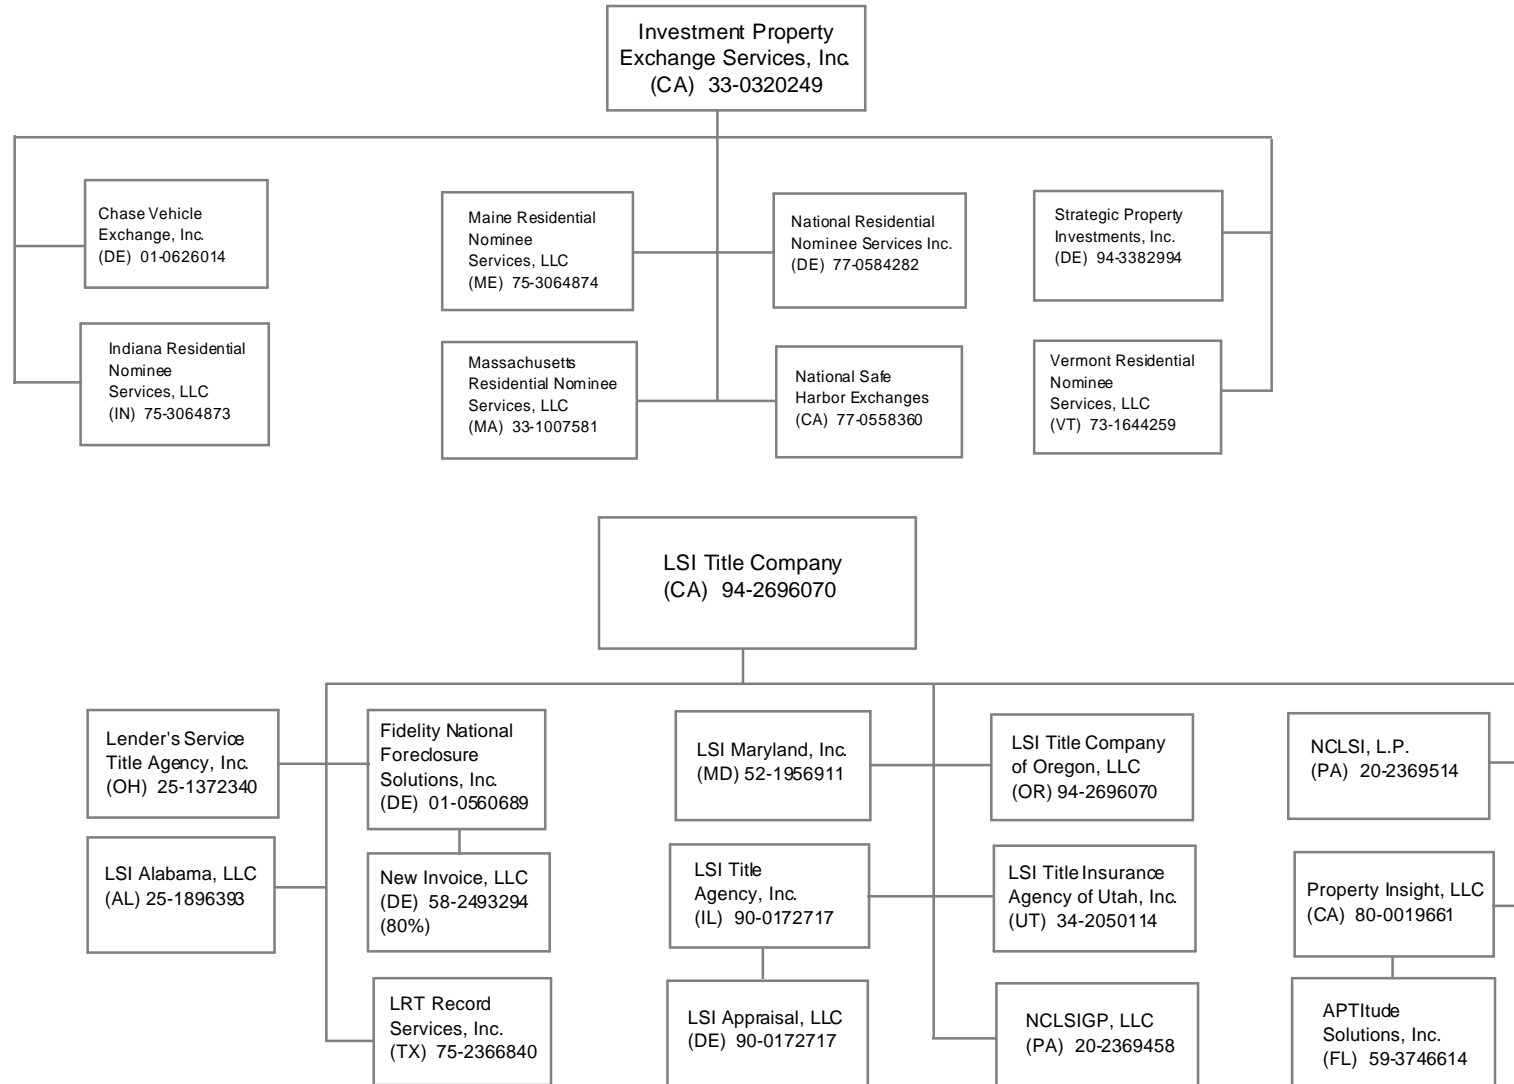 Investment Property
Exchange Services, Inc.
(CA) 33-0320249
Chase Vehicle
Exchange, Inc.
(DE) 01-0626014
Maine Residential
Nominee
Services, LLC
(ME) 75-3064874
National Residential
Nominee Services Inc.
(DE) 77-0584282
Strategic Property
Investments, Inc.
(DE) 94-3382994
Indiana Residential
Nominee
Services, LLC
(IN) 75-3064873
Massachusetts
Residential Nominee
Services, LLC
(MA) 33-1007581
National Safe
Harbor Exchanges
(CA) 77-0558360
Vermont Residential
Nominee
Services, LLC
(VT) 73-1644259
LSI Title Company
(CA) 94-2696070
Lender's Service
Title Agency, Inc.
(OH) 25-1372340
Fidelity National
Foreclosure
Solutions, Inc.
(DE) 01-0560689
LSI Maryland, Inc.
(MD) 52-1956911
LSI Title Company
of Oregon, LLC
(OR) 94-2696070
NCLSI, L.P.
(PA) 20-2369514
LSI Alabama, LLC
(AL) 25-1896393
New Invoice, LLC
(DE) 58-2493294
(80%)
LSI Title
Agency, Inc.
(IL) 90-0172717
LSI Title Insurance
Agency of Utah, Inc.
(UT) 34-2050114
Property Insight, LLC
(CA) 80-0019661
LRT Record
Services, Inc.
(TX) 75-2366840
LSI Appraisal, LLC
(DE) 90-0172717
NCLSIGP, LLC
(PA) 20-2369458
APTItude
Solutions, Inc.
(FL) 59-3746614